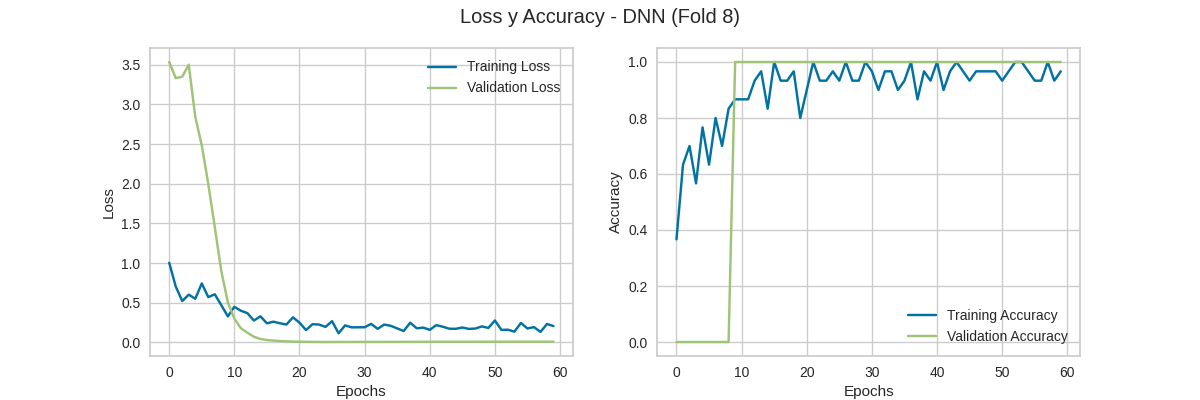 Loss y Accuracy - DNN (Fold 8)
3.5
3.0
2.5
2.0
1.5
1.0
0.5
0.0
Loss
0 10 20 30 40 50 60
Epochs
Training Loss
Validation Loss
1.0
0.8
0.6
0.4
0.2
0.0
Accuracy
0 10 20 30 40 50 60
Epochs
Training Accuracy
Validation Accuracy